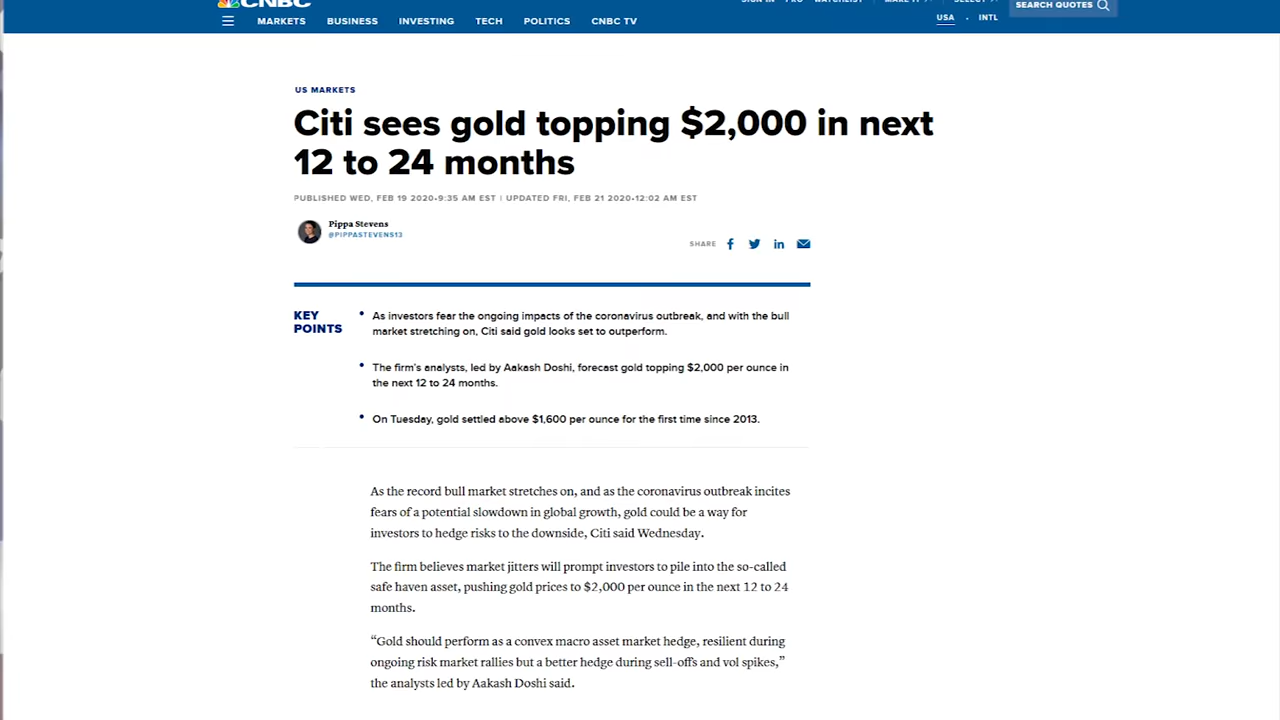 CNBC
MARKETS BUSINESS INVESTING TECH POLITICS CNBC TV
USA · INTL
SEARCH QUOTES
US MARKETS
Citi sees gold topping $2,000 in next
12 to 24 months
PUBLISHED WED, FEB 19 2020•9:35 AM EST | UPDATED FRI, FEB 21 2020•12:02 AM EST
Pippa Stevens
@PIPPASTEVENS13
SHARE
KEY
POINTS
• As investors fear the ongoing impacts of the coronavirus outbreak, and with the bull
market stretching on, Citi said gold looks set to outperform.
• The firm's analysts, led by Aakash Doshi, forecast gold topping $2,000 per ounce in
the next 12 to 24 months.
• On Tuesday, gold settled above $1,600 per ounce for the first time since 2013.
As the record bull market stretches on, and as the coronavirus outbreak incites
fears of a potential slowdown in global growth, gold could be a way for
investors to hedge risks to the downside, Citi said Wednesday.
The firm believes market jitters will prompt investors to pile into the so-called
safe haven asset, pushing gold prices to $2,000 per ounce in the next 12 to 24
months.
“Gold should perform as a convex macro asset market hedge, resilient during
ongoing risk market rallies but a better hedge during sell-offs and vol spikes,”
the analysts led by Aakash Doshi said.